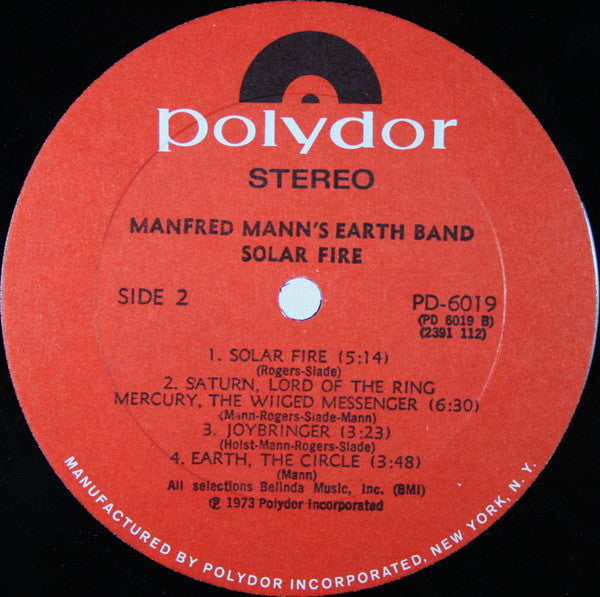 polydor
STEREO
MANFRED MANN'S EARTH BAND
SOLAR FIRE
SIDE 2
PD-6019
(PD 6019 B)
(2391 112)
1. SOLAR FIRE (5:14)
(Rogers-Slade)
2. SATURN, LORD OF THE RING
MERCURY, THE WIIGED MESSENGER (6:30)
(Mann-Rogers-Slade-Mann)
3. JOYBRINGER (3:23)
(Holst-Mann-Rogers-Slade)
4. EARTH, THE CIRCLE (3:48)
(Mann)
All selections Belinda Music, Inc. (BMI)
℗ 1973 Polydor Incorporated
MANUFACTURED BY POLYDOR INCORPORATED, NEW YORK, N. Y.